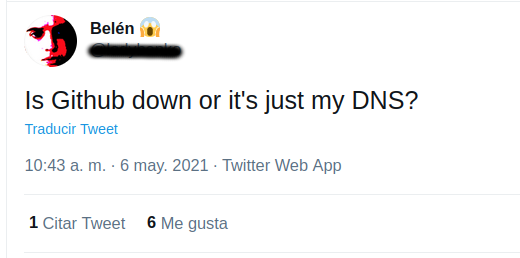 Belén 😱
Is Github down or it's just my DNS?
Traducir Tweet
10:43 a. m. · 6 may. 2021 · Twitter Web App
1 Citar Tweet 6 Me gusta